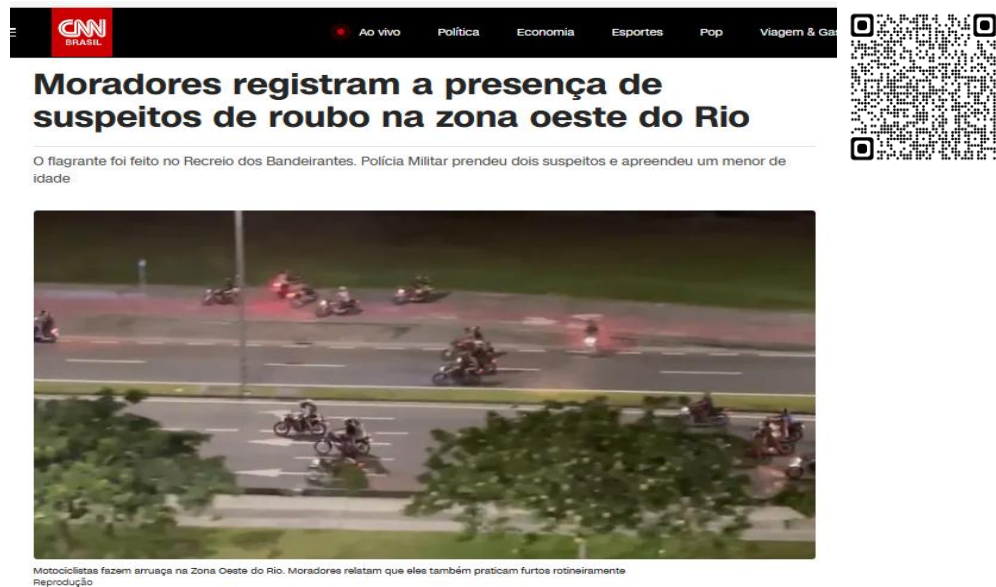 CNN
BRASIL
Ao vivo Política Economia Esportes Pop Viagem & Gas
Moradores registram a presença de
suspeitos de roubo na zona oeste do Rio
O flagrante foi feito no Recreio dos Bandeirantes. Polícia Militar prendeu dois suspeitos e apreendeu um menor de
idade
Motociclistas fazem arruaça na Zona Oeste do Rio. Moradores relatam que eles também praticam furtos rotineiramente
Reprodução